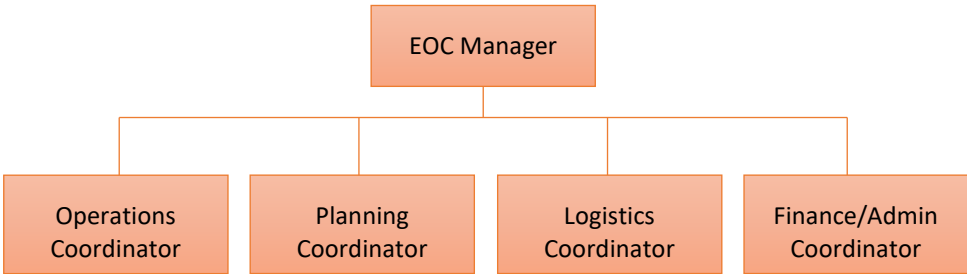 EOC Manager
Operations
Coordinator
Planning
Coordinator
Logistics
Coordinator
Finance/Admin
Coordinator